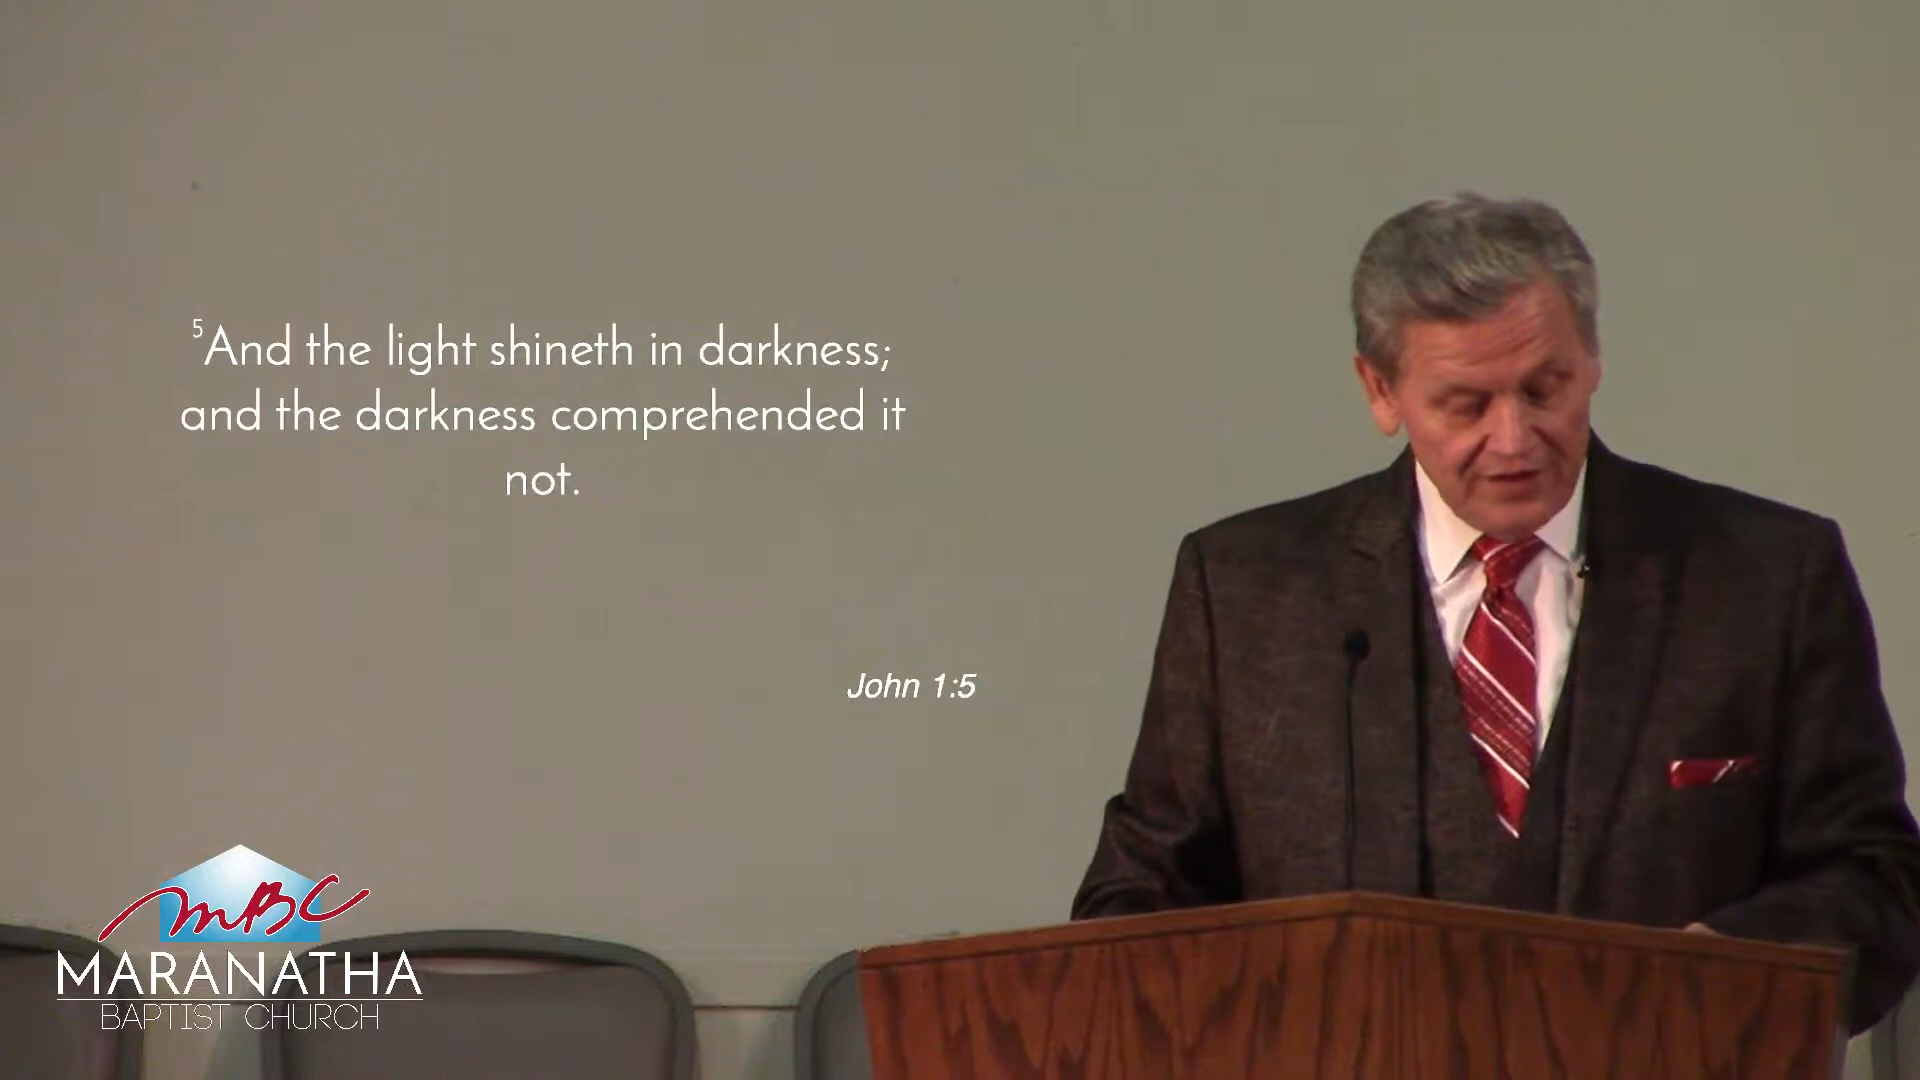 5And the light shineth in darkness;
and the darkness comprehended it
not.
John 1:5
MBC
MARANATHA
BAPTIST CHURCH